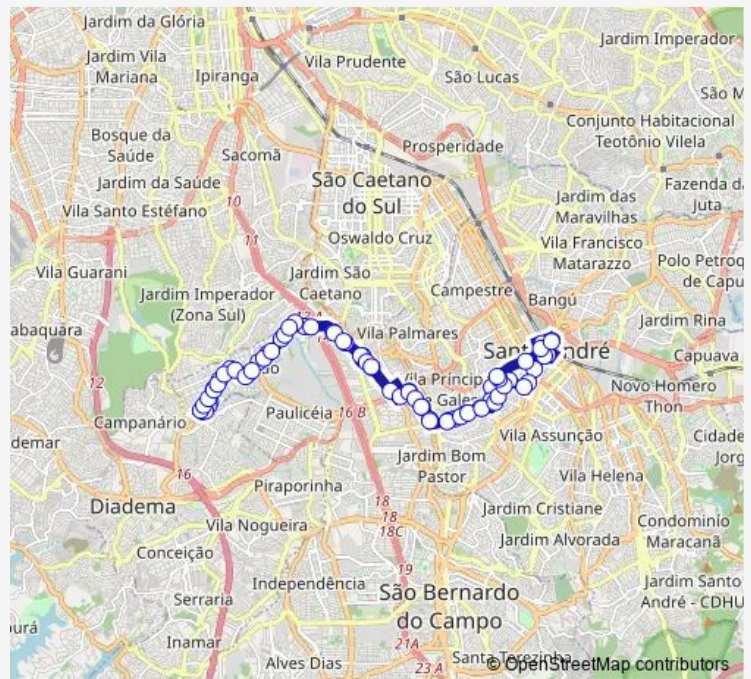 Jardim da Glória
Jardim Imperador
Jardim Vila
Mariana
Ipiranga
Vila Prudente
São Lucas
São M
Bosque da
Saúde
Sacomã
Prosperidade
Conjunto Habitacional
Teotônio Vilela
Jardim da Saúde
São Caetano
do Sul
Fazenda da
Juta
10
Jardim das
Maravilhas
Vila Santo Estéfano
11
Oswaldo Cruz
Vila Francisco
Matarazzo
Vila Guarani
Jardim São
Caetano
Polo Petroq
de Capu
Jardim Imperador
(Zona Sul)
Campestre
Bangú
abaquara
Vila Palmares
Jardim Rina
Capuava
12
Paulicéia
16 B
Novo Homero
Thon
Campanário
demar
Vila Assunção
Cidade
Jorg
Jardim Bom
Pastor
16
Vila Helena
Piraporinha
Diadema
18
18
18C
Jardim Cristiane
Vila Nogueira
Jardim Alvorada
Condominio
Maracanã
Conceição
19
Independência
São Bernardo
do Campo
Jardim Santo
André - CDHU
Serraria
urá
Inamar
21A
Alves Dias
23 A
Santa Terezinha
© OpenStreetMap contributors